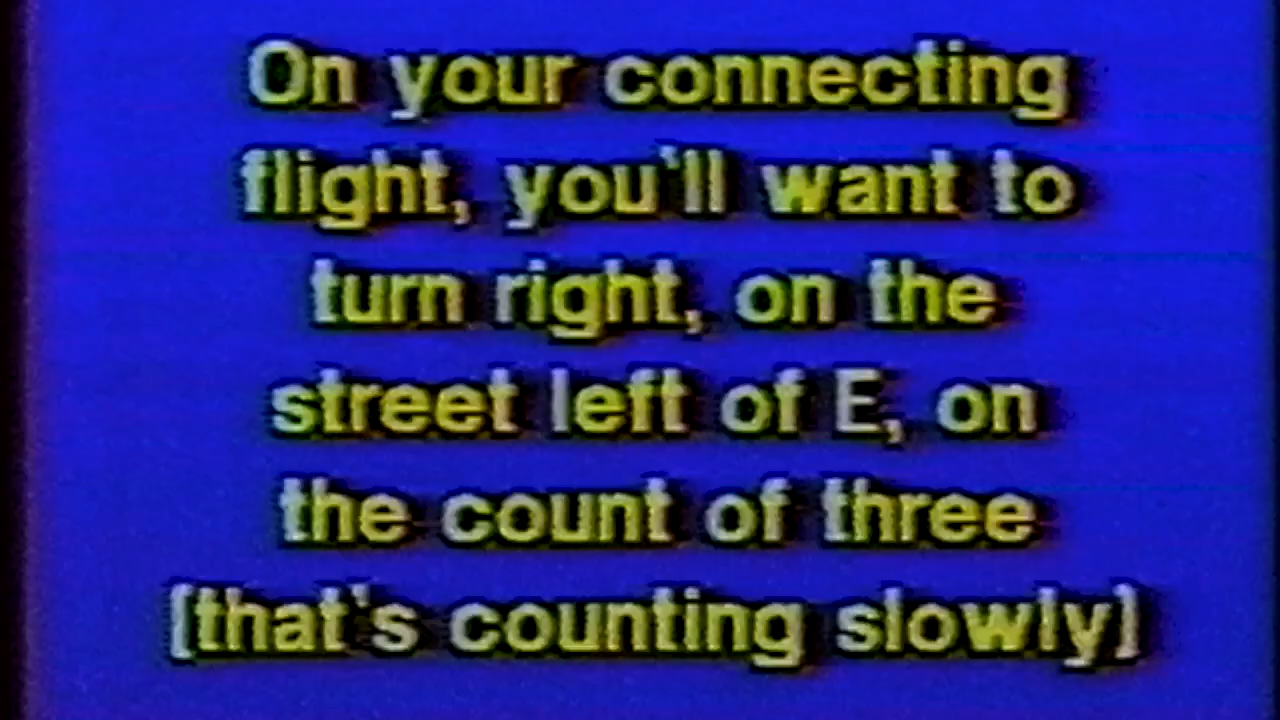 On your connecting
flight, you'll want to
turn right, on the
street left of E, on
the count of three
(that's counting slowly)